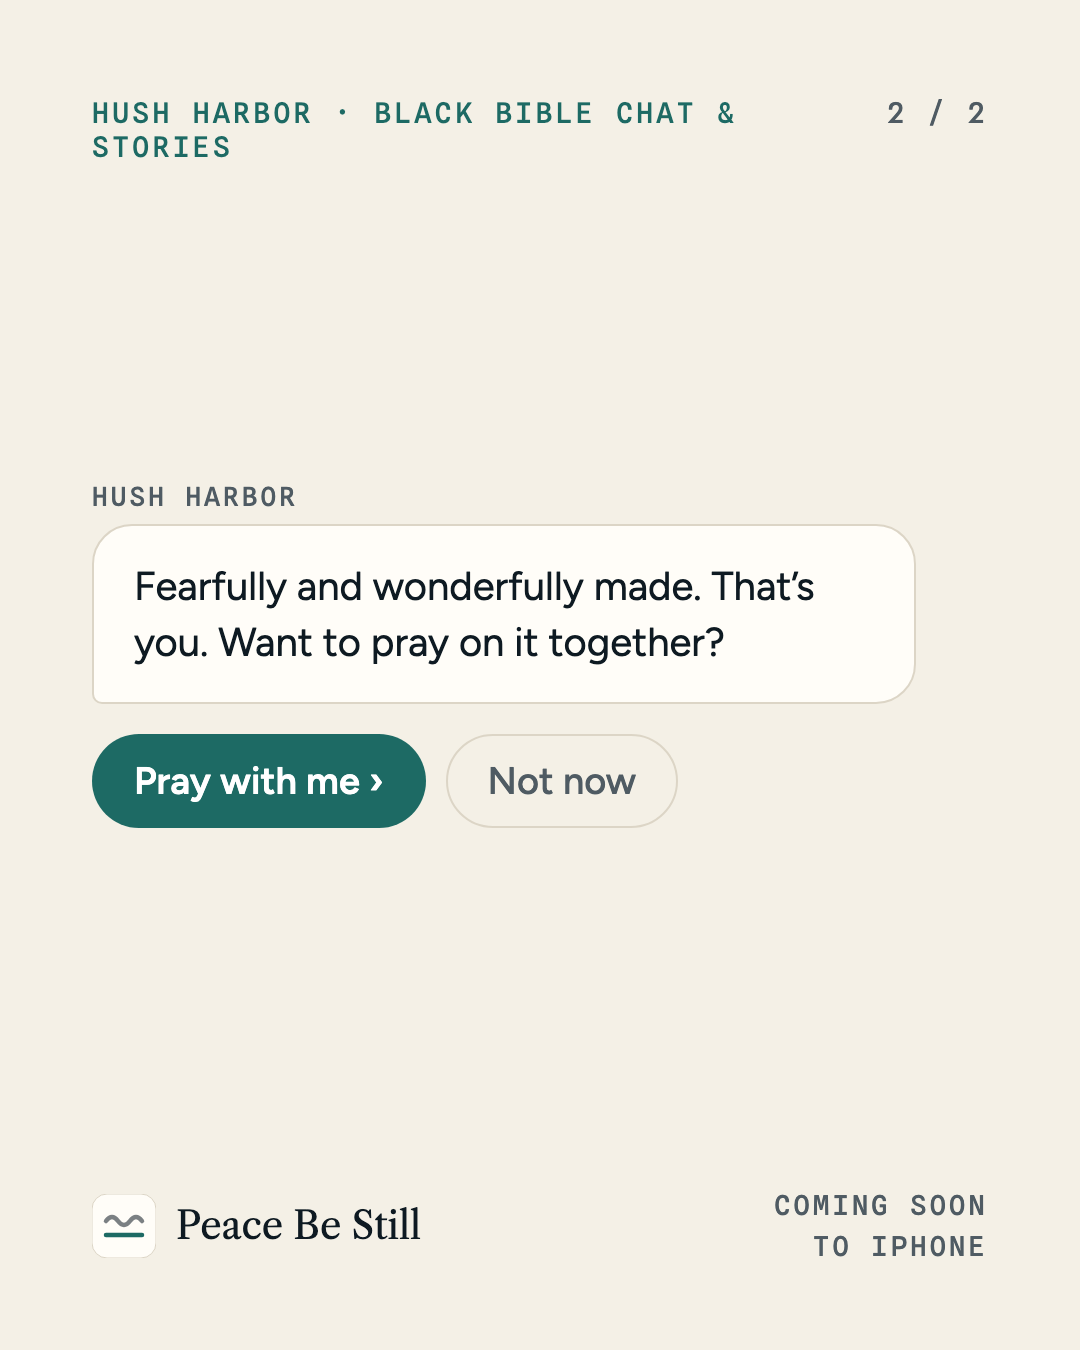 HUSH HARBOR · BLACK BIBLE CHAT &
STORIES
2 / 2
HUSH HARBOR
Fearfully and wonderfully made. That’s
you. Want to pray on it together?
Pray with me ›
Not now
Peace Be Still
COMING SOON
TO IPHONE